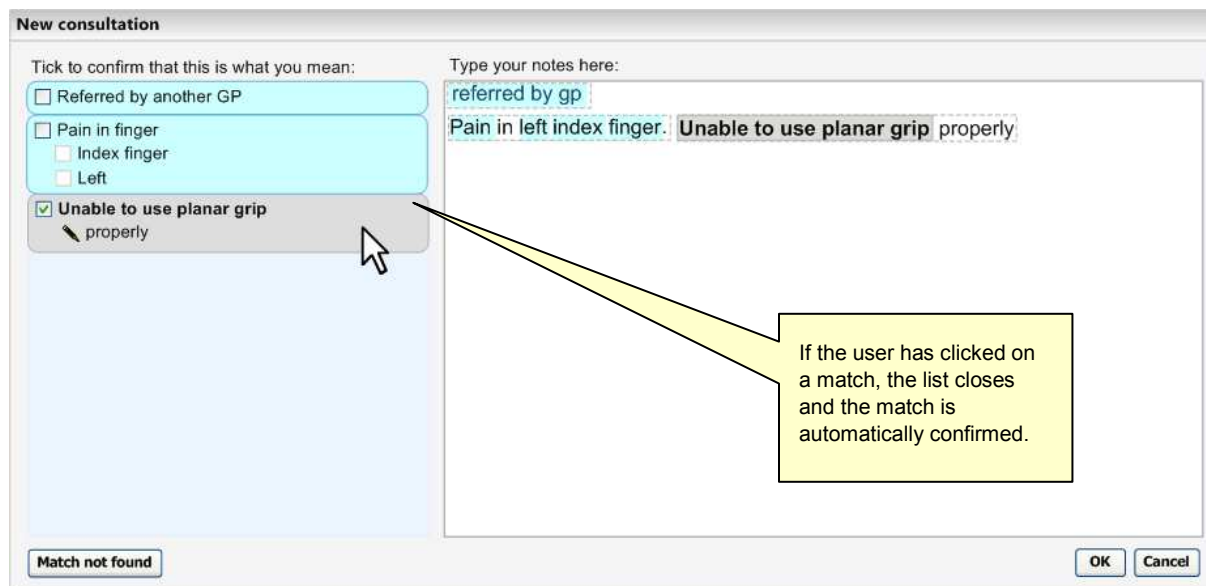 New consultation
Tick to confirm that this is what you mean:
Referred by another GP
Pain in finger
Index finger
Left
Unable to use planar grip
properly
Type your notes here:
referred by gp
Pain in left index finger. Unable to use planar grip properly
If the user has clicked on
a match, the list closes
and the match is
automatically confirmed.
Match not found
OK Cancel